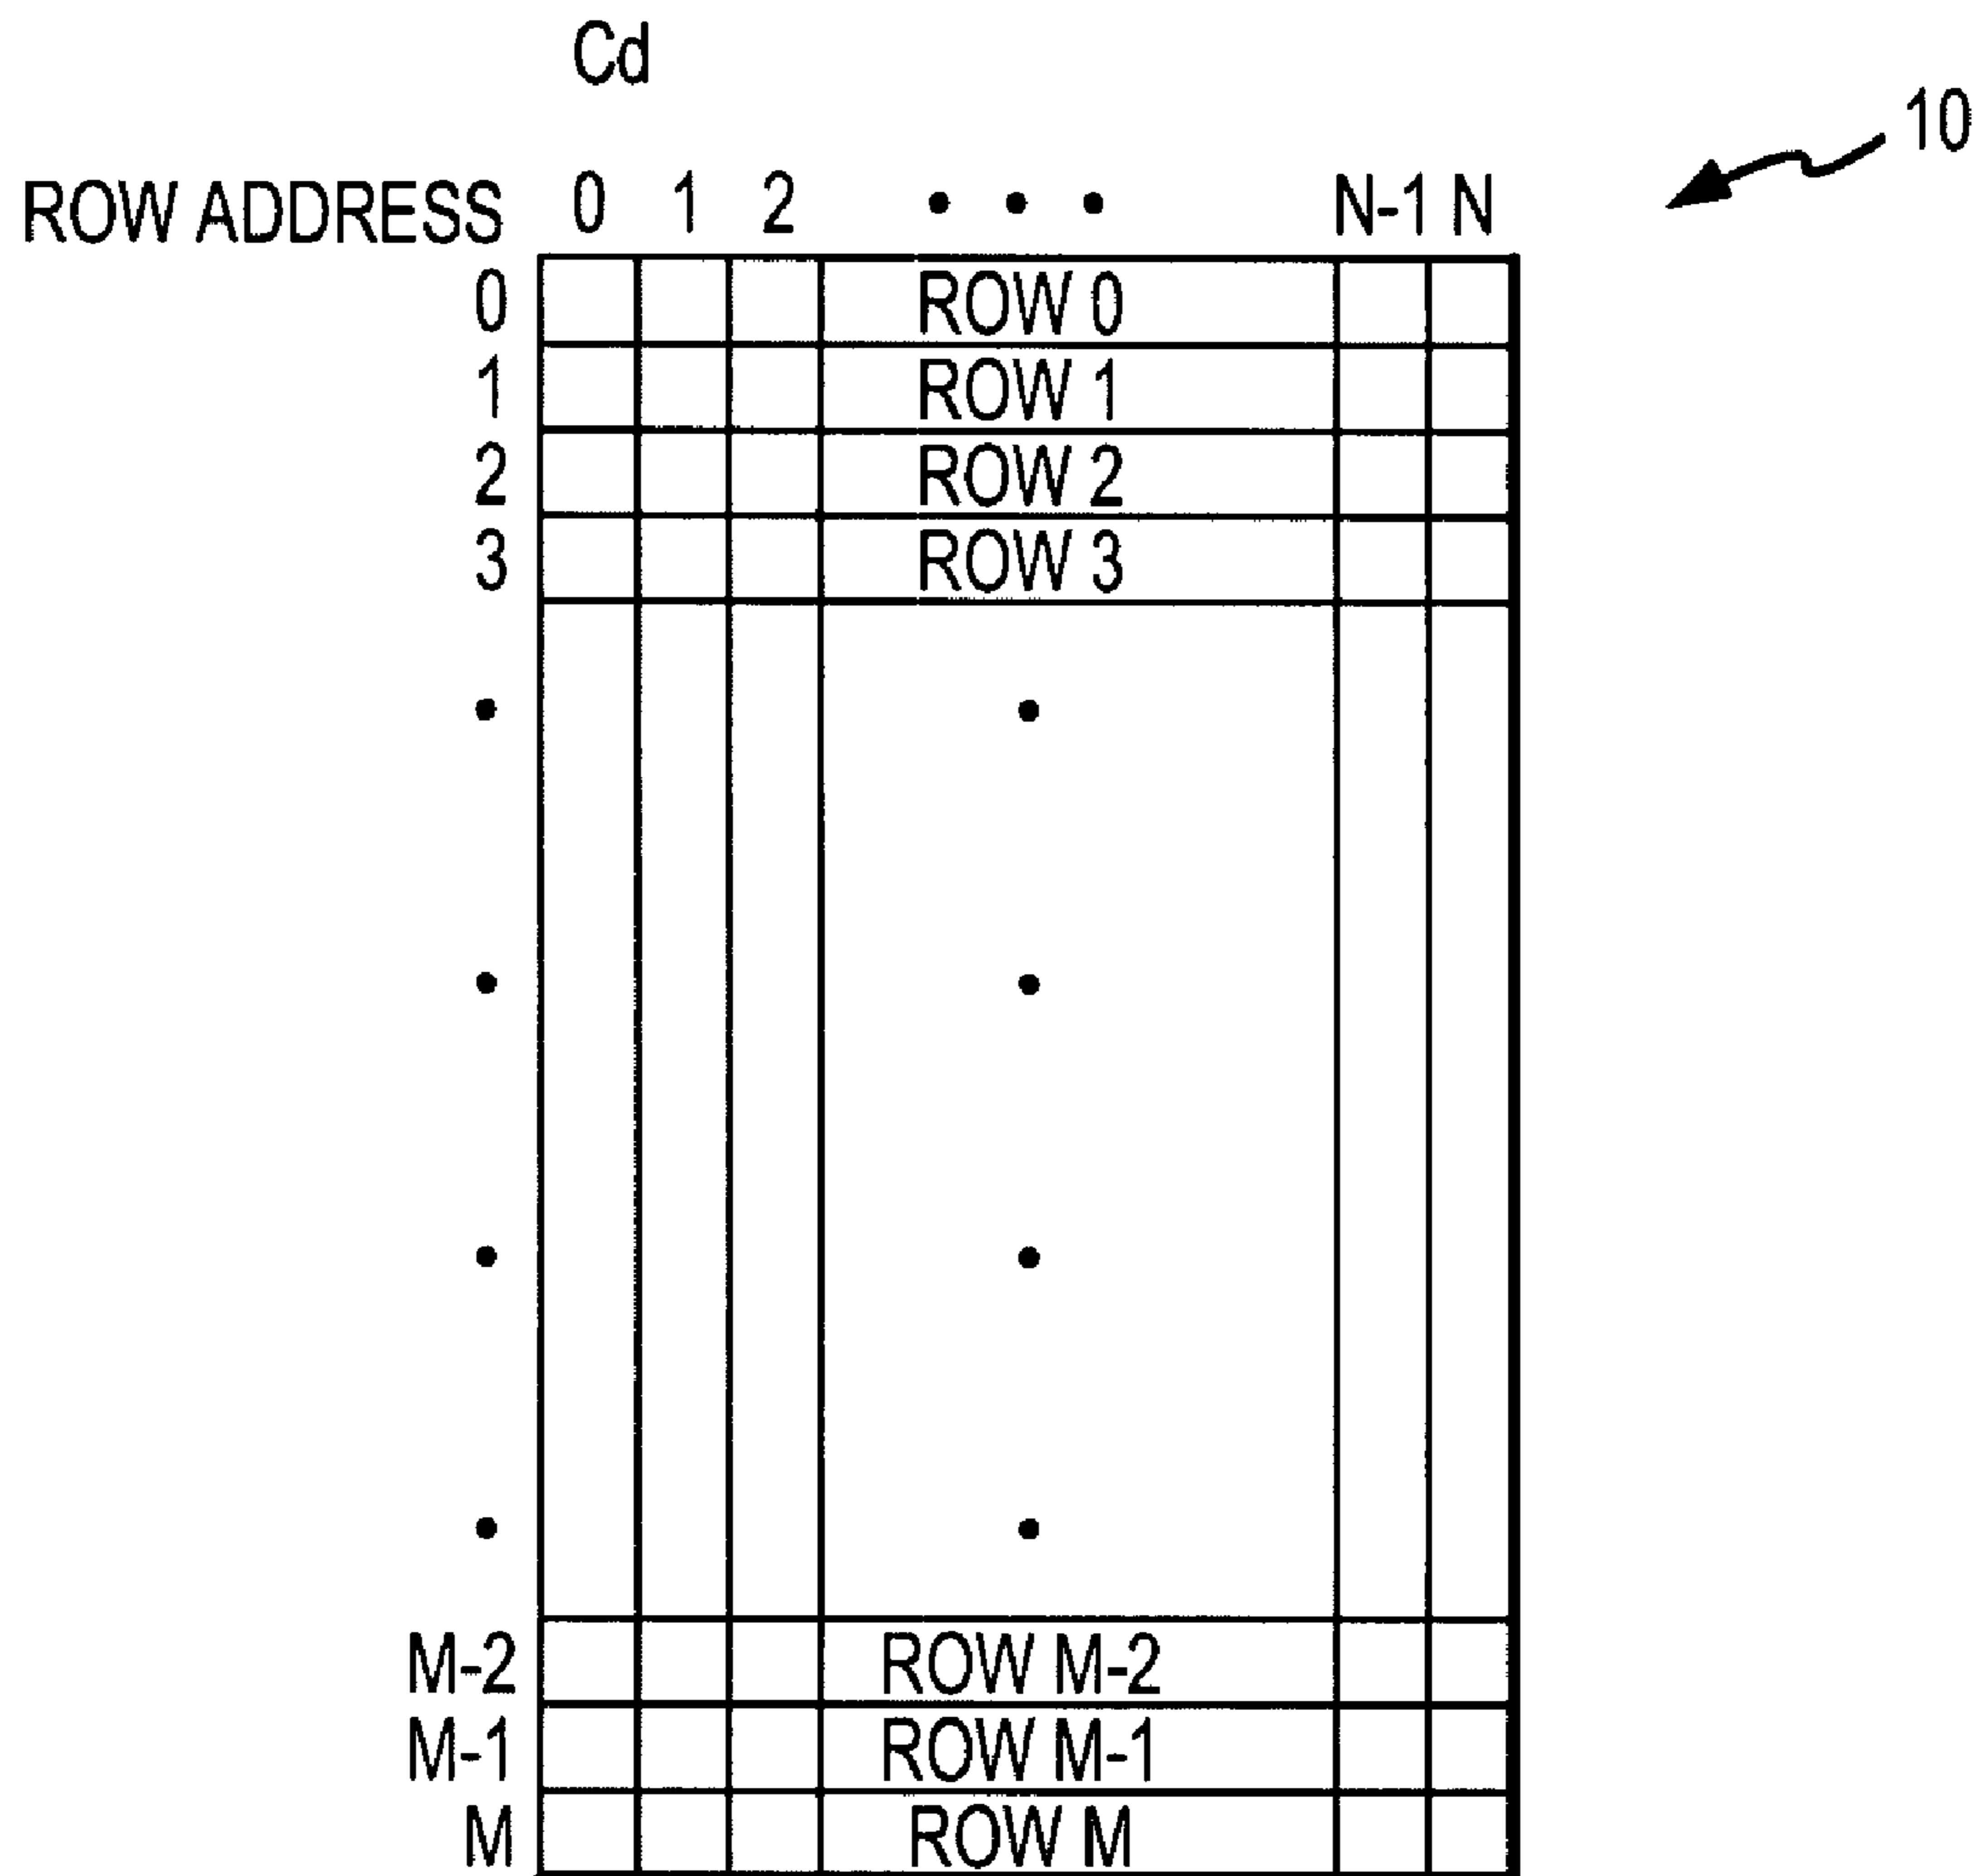 Cd
10
ROW ADDRESS 0 1 2 • • • N-1 N
0 ROW 0
1 ROW 1
2 ROW 2
3 ROW 3
• •
• •
• •
• •
M-2 ROW M-2
M-1 ROW M-1
M ROW M